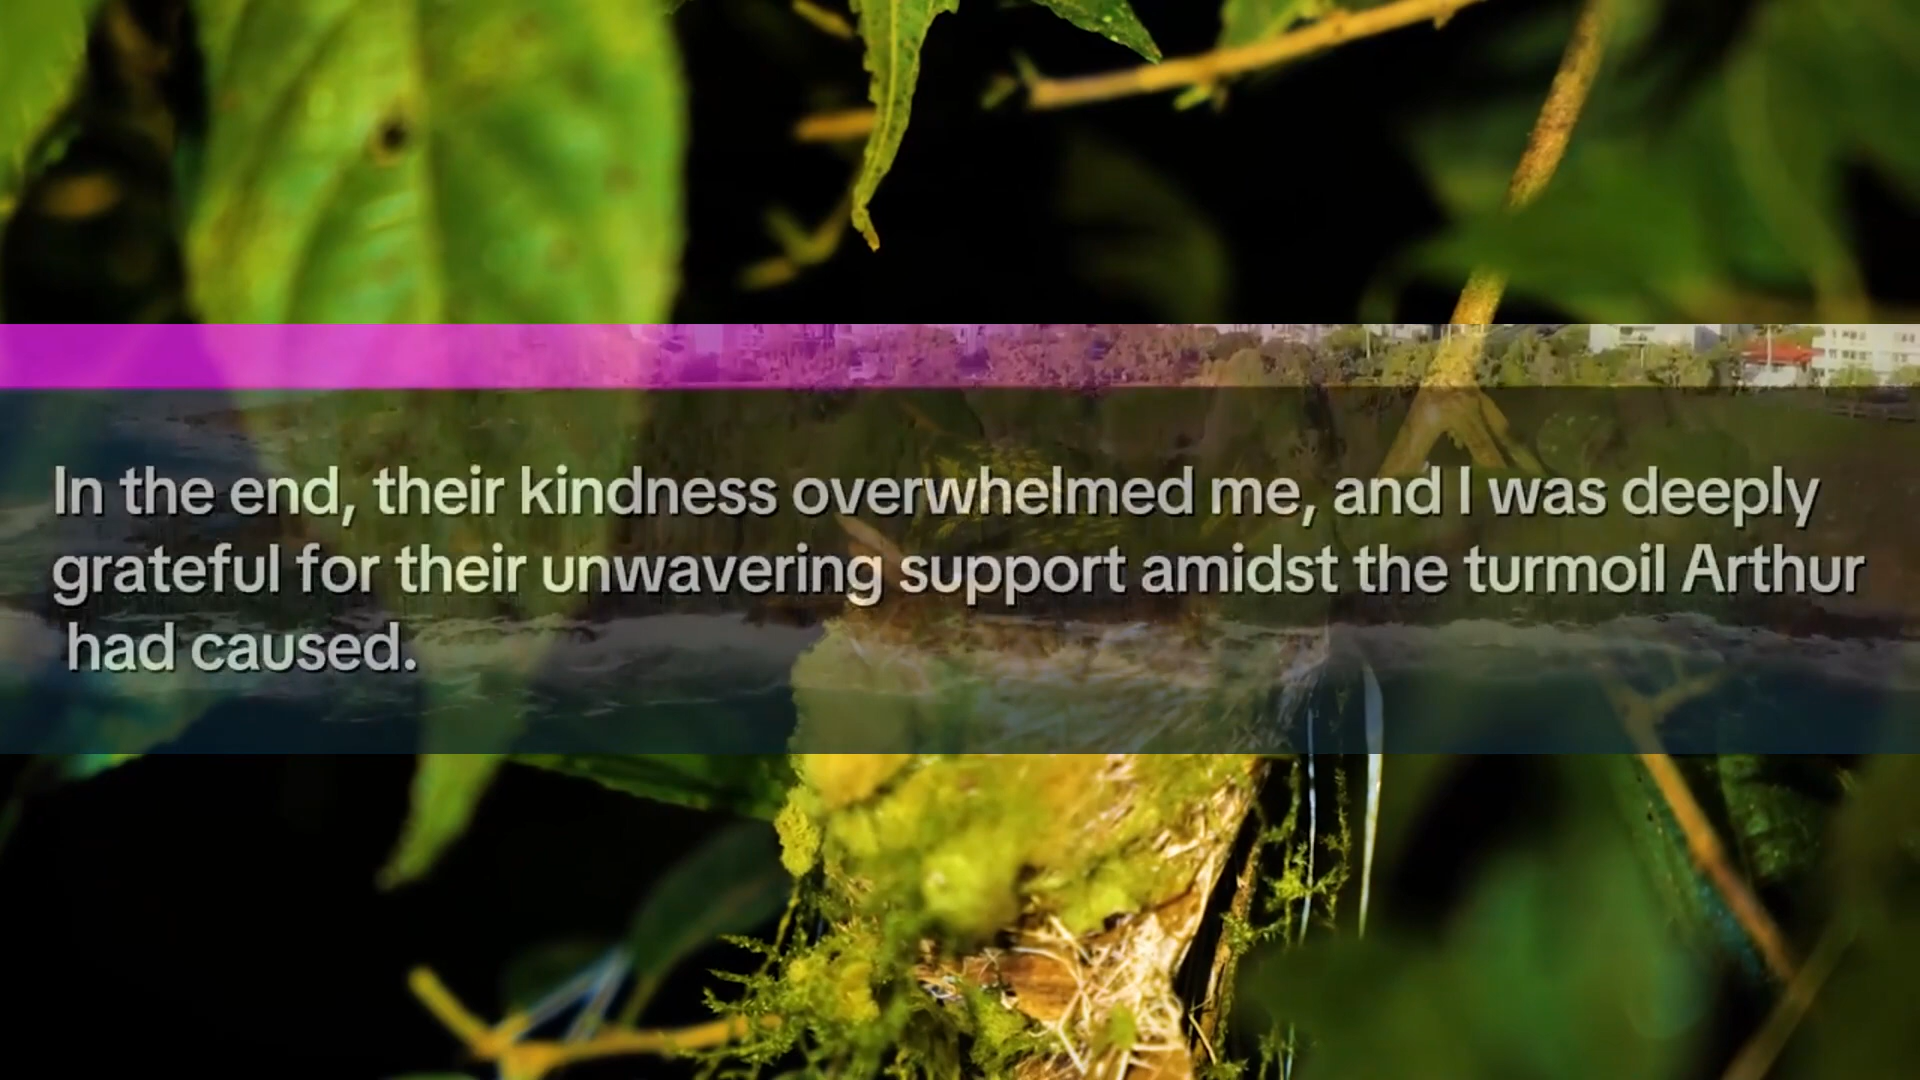 In the end, their kindness overwhelmed me, and I was deeply
grateful for their unwavering support amidst the turmoil Arthur
had caused.